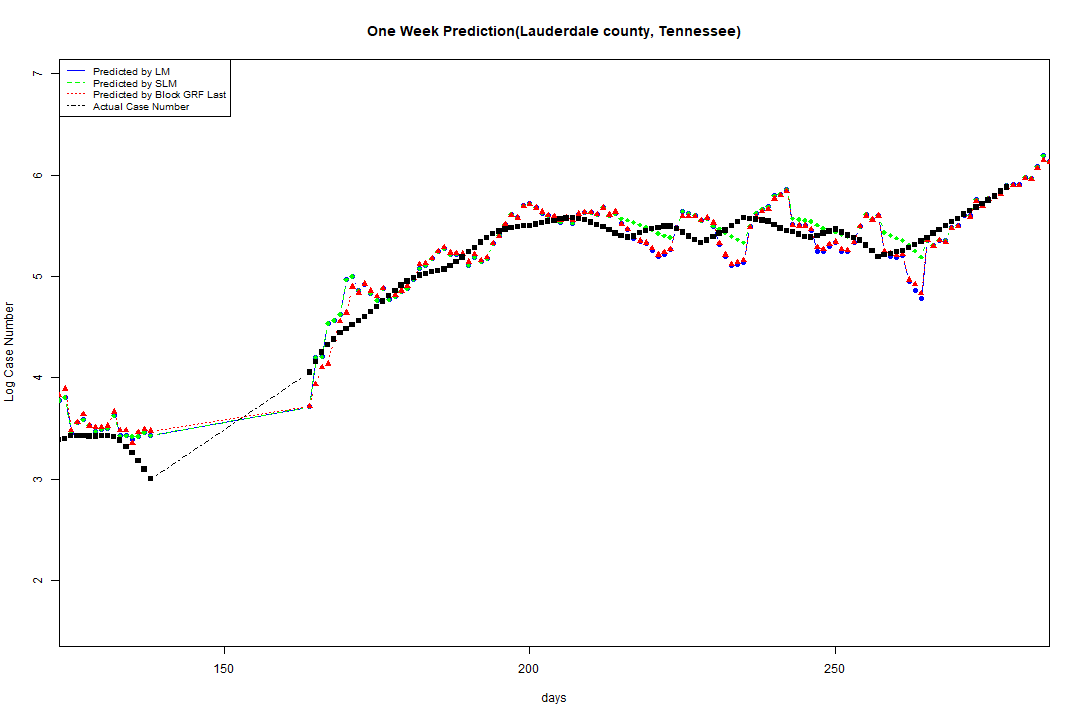 One Week Prediction(Lauderdale county, Tennessee)
Predicted by LM
Predicted by SLM
Predicted by Block GRF Last
Actual Case Number
7
6
5
4
3
2
Log Case Number
150
200
250
days